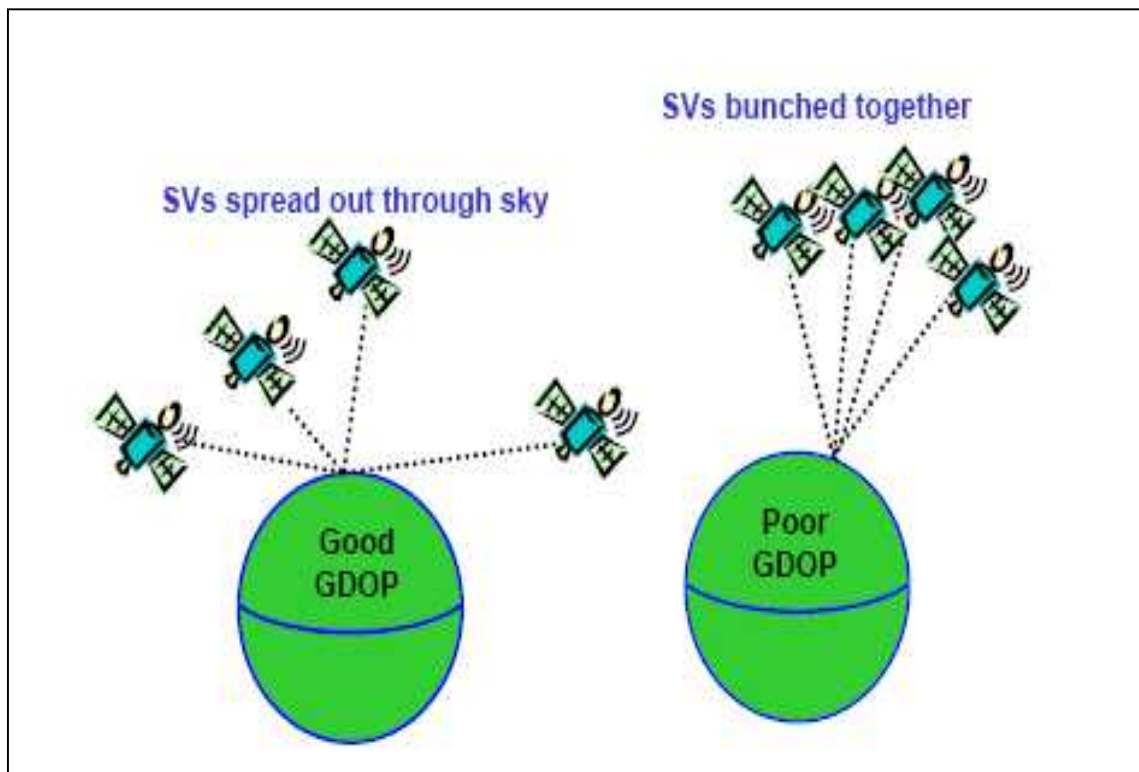 SVs bunched together
SVs spread out through sky
Good
GDOP
Poor
GDOP